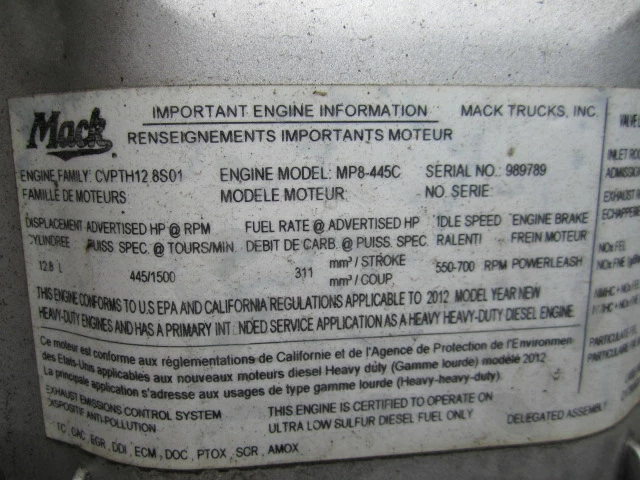 Mack
IMPORTANT ENGINE INFORMATION MACK TRUCKS, INC.
RENSEIGNEMENTS IMPORTANTS MOTEUR
ENGINE FAMILY: CVPTH12.8S01 ENGINE MODEL: MP8-445C SERIAL NO.: 989789
FAMILLE DE MOTEURS MODELE MOTEUR: NO. SERIE:
DISPLACEMENT ADVERTISED HP @ RPM FUEL RATE @ ADVERTISED HP IDLE SPEED ENGINE BRAKE
CYLINDREE PUISS SPEC. @ TOURS/MIN. DEBIT DE CARB. @ PUISS. SPEC. RALENTI FREIN MOTEUR
12.8 L 445/1500 311 mm³ / STROKE 550-700 RPM POWERLEASH
mm³ / COUP.
THIS ENGINE CONFORMS TO U.S EPA AND CALIFORNIA REGULATIONS APPLICABLE TO 2012 MODEL YEAR NEW
HEAVY-DUTY ENGINES AND HAS A PRIMARY INT NDED SERVICE APPLICATION AS A HEAVY HEAVY-DUTY DIESEL ENGINE.
Ce moteur est conforme aux réglementations de Californie et de l'Agence de Protection de l'Environnemen
des Etats-Unis applicables aux nouveaux moteurs diesel Heavy duty (Gamme lourde) modèle 2012
La principale application s'adresse aux usages de type gamme lourde (Heavy-heavy-duty).
EXHAUST EMISSIONS CONTROL SYSTEM THIS ENGINE IS CERTIFIED TO OPERATE ON
DISPOSITIF ANTI-POLLUTION ULTRA LOW SULFUR DIESEL FUEL ONLY DELEGATED ASSEMBLY
TC, CAC, EGR, DDI, ECM, DOC, PTOX, SCR, AMOX
VALVE
INLET
ADMISSION
EXHAUST
ECHAPPE
NOx FEL